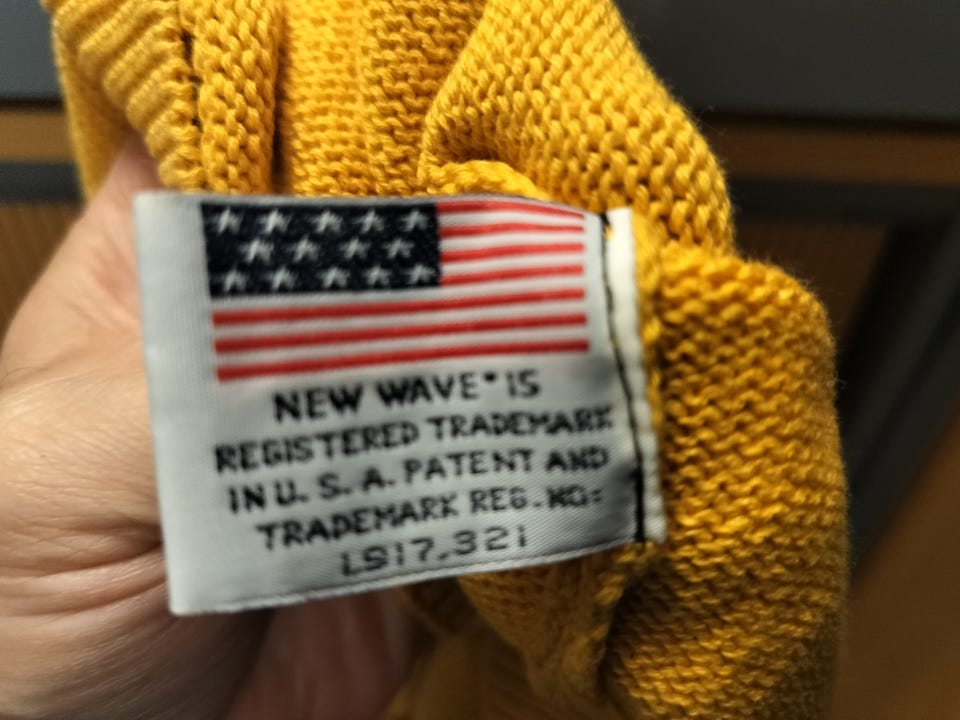 NEW WAVE® IS
REGISTERED TRADEMARK
IN U. S. A. PATENT AND
TRADEMARK REG. NO:
1,917,321